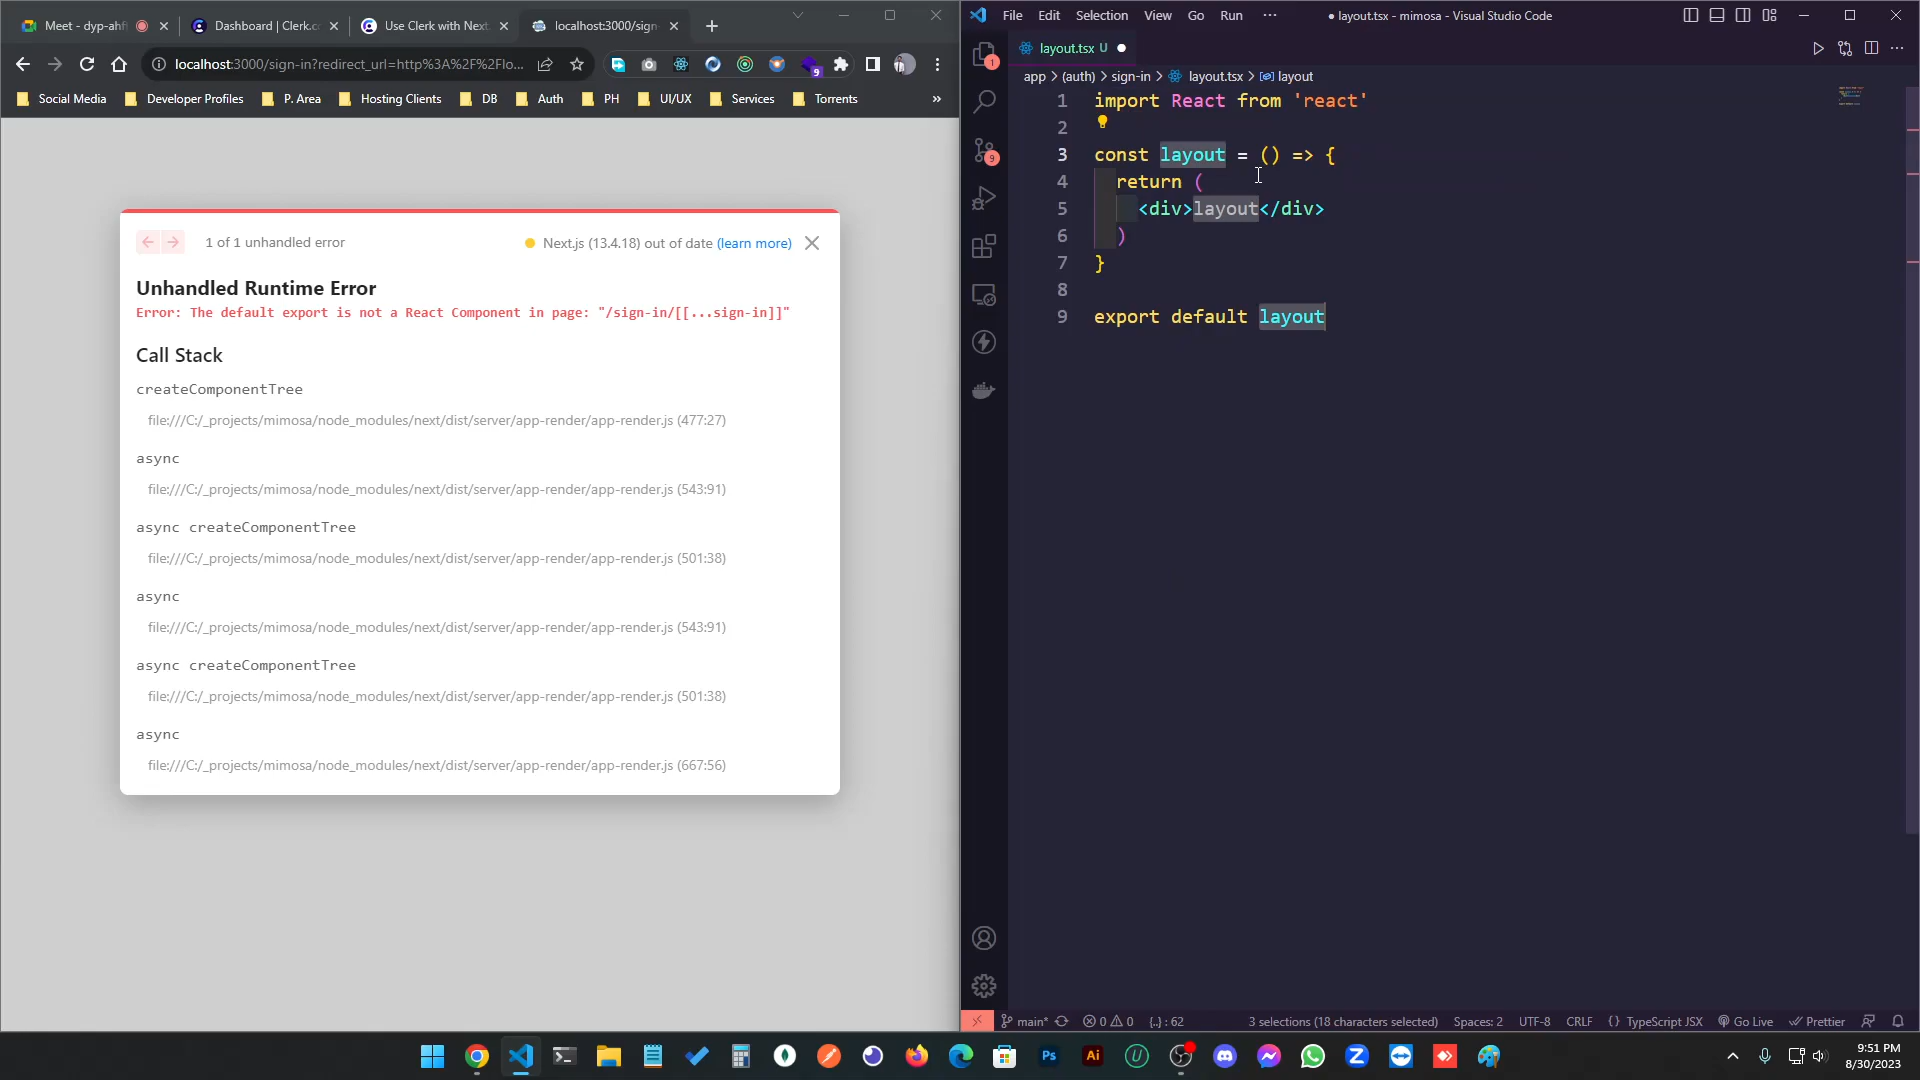 Meet - dyp-ahf
Dashboard | Clerk.c
Use Clerk with Next.
localhost:3000/sign-
localhost:3000/sign-in?redirect_url=http%3A%2F%2Flo...
9
Social Media
Developer Profiles
P. Area
Hosting Clients
DB
Auth
PH
UI/UX
Services
Torrents
»
1 of 1 unhandled error
Next.js (13.4.18) out of date (learn more)
Unhandled Runtime Error
Error: The default export is not a React Component in page: "/sign-in/[[...sign-in]]"
Call Stack
createComponentTree
file:///C:/_projects/mimosa/node_modules/next/dist/server/app-render/app-render.js (477:27)
async
file:///C:/_projects/mimosa/node_modules/next/dist/server/app-render/app-render.js (543:91)
async createComponentTree
file:///C:/_projects/mimosa/node_modules/next/dist/server/app-render/app-render.js (501:38)
async
file:///C:/_projects/mimosa/node_modules/next/dist/server/app-render/app-render.js (543:91)
async createComponentTree
file:///C:/_projects/mimosa/node_modules/next/dist/server/app-render/app-render.js (501:38)
async
file:///C:/_projects/mimosa/node_modules/next/dist/server/app-render/app-render.js (667:56)
File Edit Selection View Go Run ···
● layout.tsx - mimosa - Visual Studio Code
layout.tsx U ●
app > (auth) > sign-in > layout.tsx > layout
1
9
1 import React from 'react'
2
3 const layout = () => {
4 return (
5 <div>layout</div>
6 )
7 }
8
9 export default layout
main*
0 0
{..} : 62
3 selections (18 characters selected)
Spaces: 2
UTF-8
CRLF
{} TypeScript JSX
Go Live
Prettier
Ps
Ai
U
Z
9:51 PM
8/30/2023